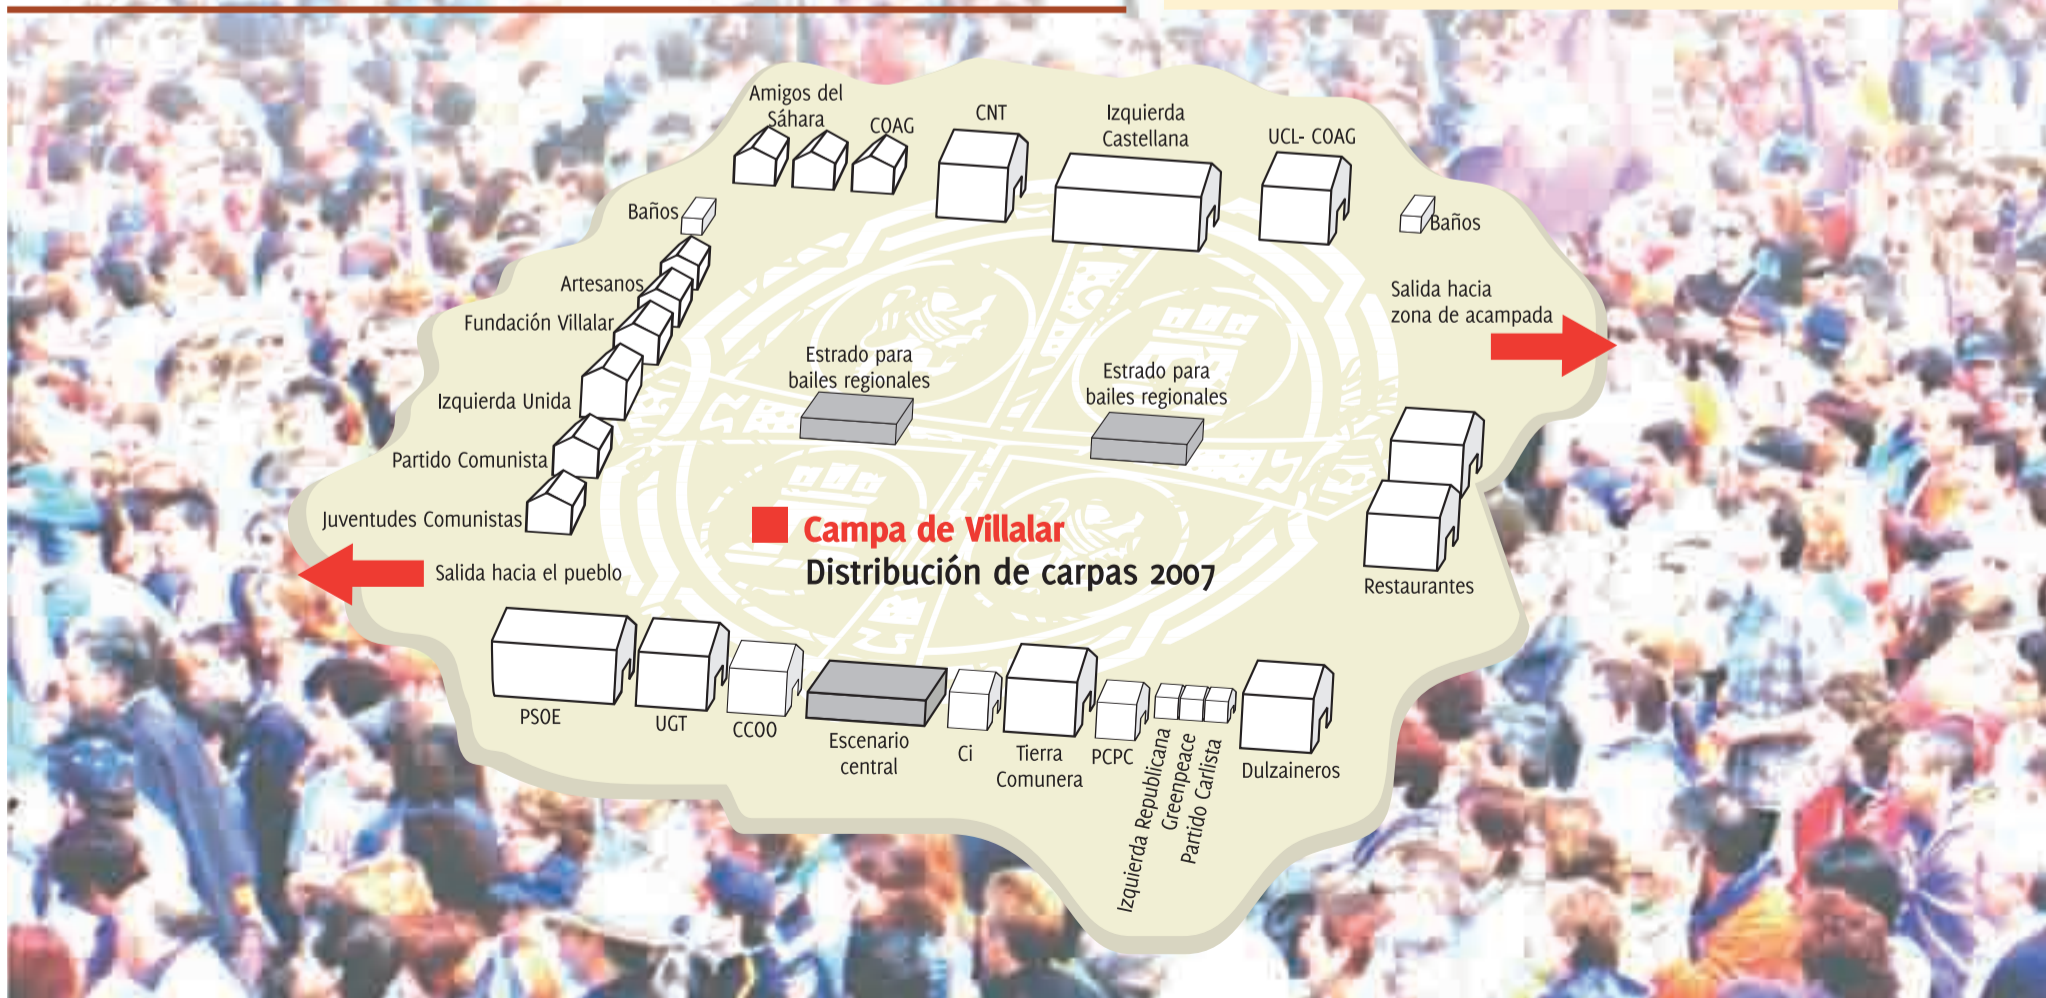 Amigos del
Sáhara
COAG
CNT
Izquierda
Castellana
UCL- COAG
Baños
Baños
Artesanos
Fundación Villalar
Izquierda Unida
Partido Comunista
Juventudes Comunistas
Salida hacia
zona de acampada
Estrado para
bailes regionales
Estrado para
bailes regionales
Campa de Villalar
Distribución de carpas 2007
Salida hacia el pueblo
Restaurantes
PSOE
UGT
CCOO
Escenario
central
Ci
Tierra
Comunera
PCPC
Izquierda Republicana
Greenpeace
Partido Carlista
Dulzaineros